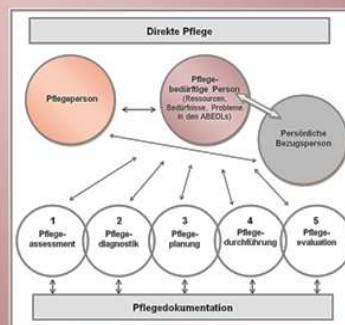 Direkte Pflege
Pflegeperson
Pflege-
bedürftige Person
(Ressourcen,
Bedürfnisse, Probleme
in den ABEDLs)
Persönliche
Bezugsperson
1
Pflege-
assessment
2
Pflege-
diagnostik
3
Pflege-
planung
4
Pflege-
durchführung
5
Pflege-
evaluation
Pflegedokumentation